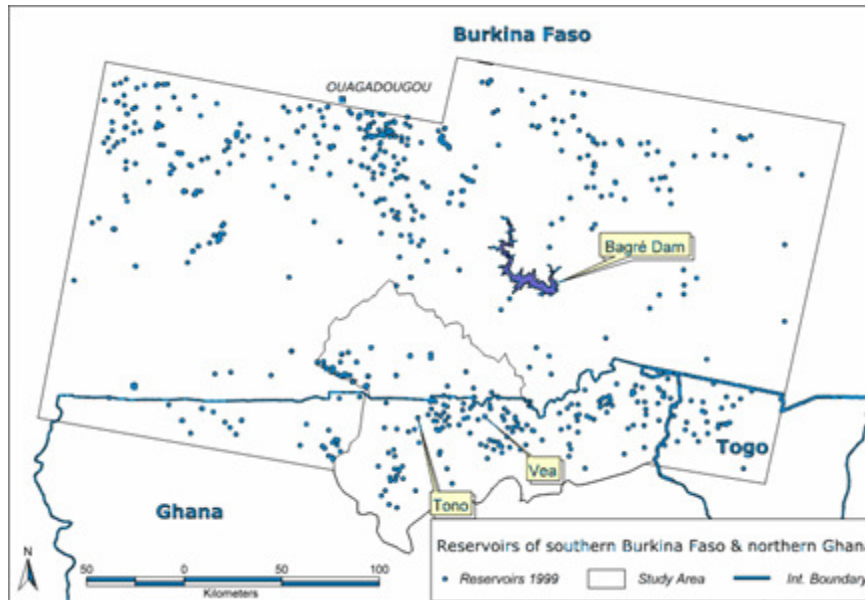 Burkina Faso
OUAGADOUGOU
Bagré Dam
Togo
Vea
Tono
Ghana
N
Reservoirs of southern Burkina Faso & northern Ghana
50 0 50 100
Kilometers
Reservoirs 1999 Study Area Int. Boundary